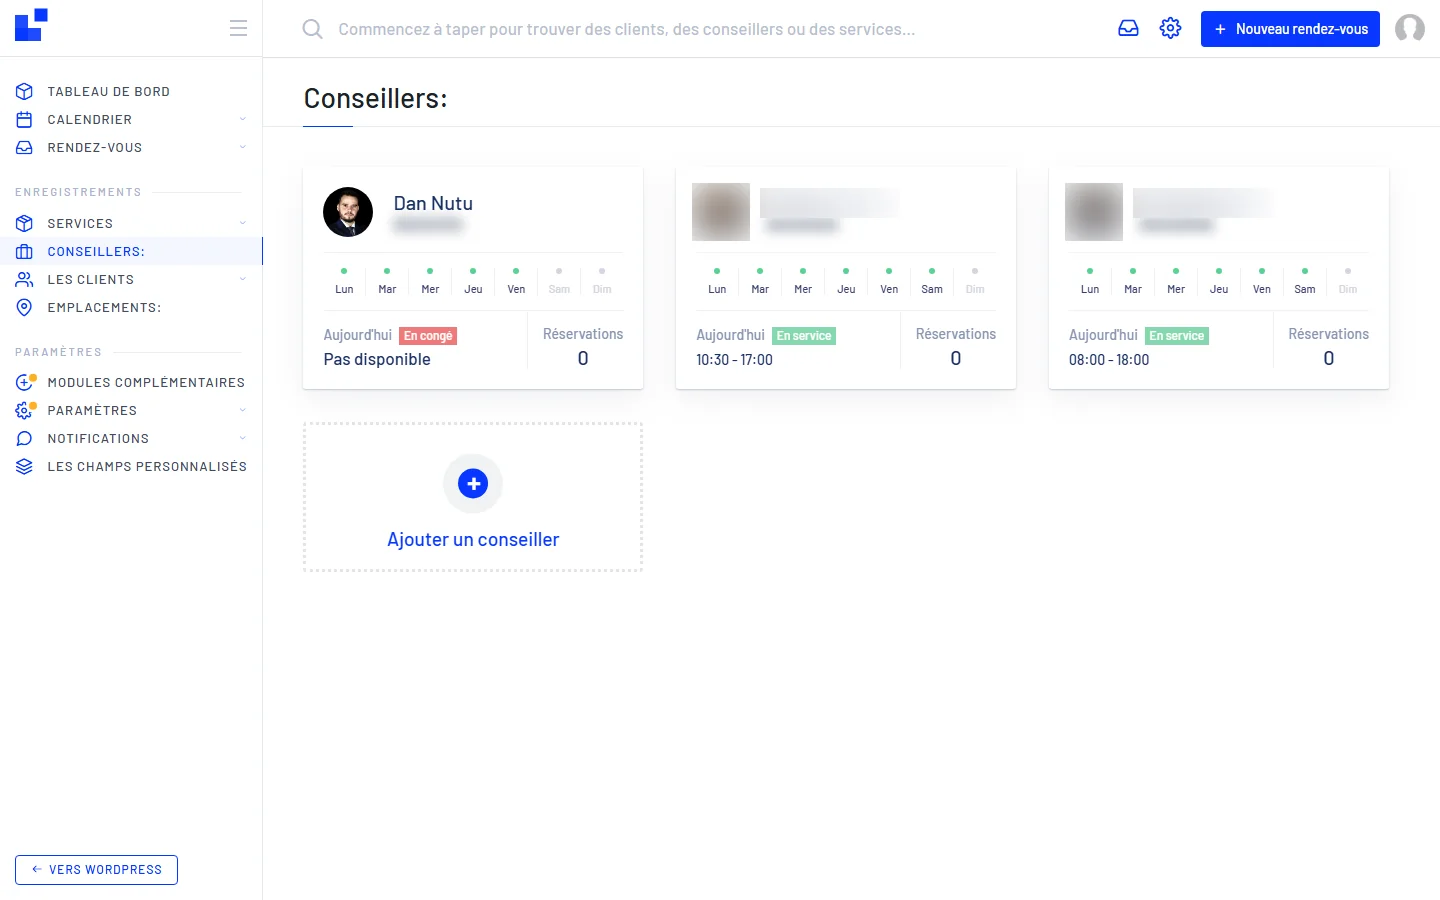 Commencez à taper pour trouver des clients, des conseillers ou des services...
+ Nouveau rendez-vous
TABLEAU DE BORD
CALENDRIER
RENDEZ-VOUS
ENREGISTREMENTS
SERVICES
CONSEILLERS:
LES CLIENTS
EMPLACEMENTS:
PARAMÈTRES
MODULES COMPLÉMENTAIRES
PARAMÈTRES
NOTIFICATIONS
LES CHAMPS PERSONNALISÉS
← VERS WORDPRESS
Conseillers:
Dan Nutu
Lun Mar Mer Jeu Ven Sam Dim
Aujourd'hui En congé
Pas disponible
Réservations
0
Lun Mar Mer Jeu Ven Sam Dim
Aujourd'hui En service
10:30 - 17:00
Réservations
0
Lun Mar Mer Jeu Ven Sam Dim
Aujourd'hui En service
08:00 - 18:00
Réservations
0
Ajouter un conseiller